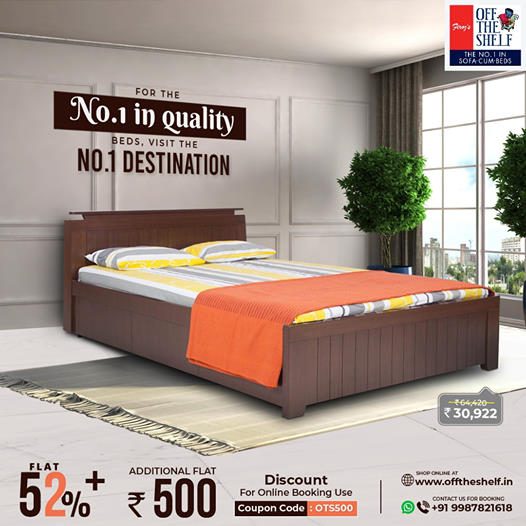 Firoj's
OFF
THE
SHELF
THE NO.1 IN
SOFA-CUM-BEDS
FOR THE
No.1 in quality
BEDS, VISIT THE
NO.1 DESTINATION
₹ 64,420
₹ 30,922
FLAT
52%+
ADDITIONAL FLAT
₹ 500
Discount
For Online Booking Use
Coupon Code : OTS500
SHOP ONLINE AT
www.offtheshelf.in
CONTACT US FOR BOOKING
+91 9987821618